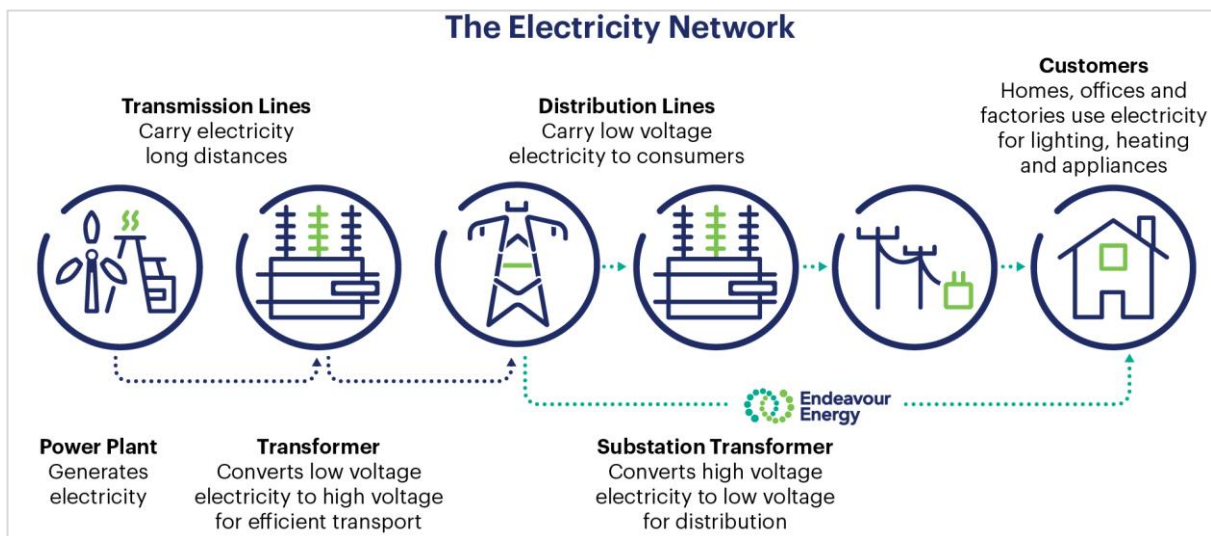 The Electricity Network
Transmission Lines
Carry electricity
long distances
Distribution Lines
Carry low voltage
electricity to consumers
Customers
Homes, offices and
factories use electricity
for lighting, heating
and appliances
Endeavour
Energy
Power Plant
Generates
electricity
Transformer
Converts low voltage
electricity to high voltage
for efficient transport
Substation Transformer
Converts high voltage
electricity to low voltage
for distribution